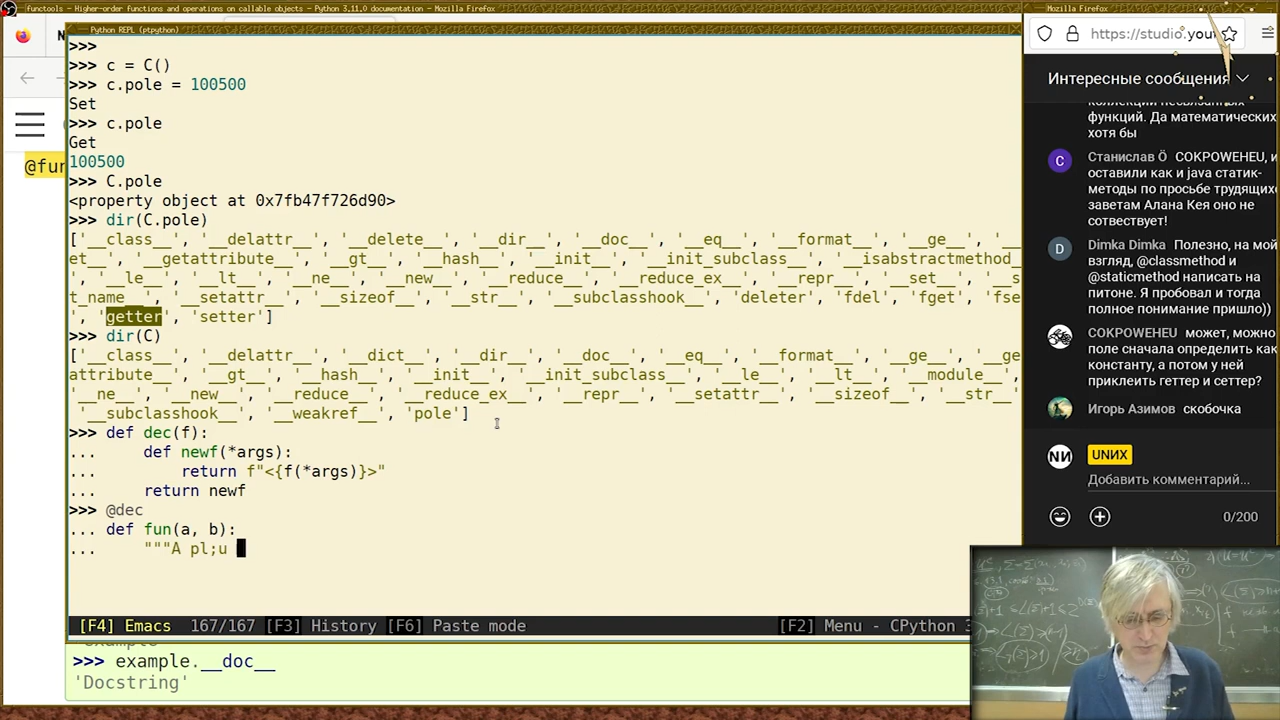 functools — Higher-order functions and operations on callable objects — Python 3.11.0 documentation — Mozilla Firefox
Mozilla Firefox
Python REPL (ptpython)
>>>
>>> c = C()
>>> c.pole = 100500
Set
>>> c.pole
Get
100500
>>> C.pole
<property object at 0x7fb47f726d90>
>>> dir(C.pole)
['__class__', '__delattr__', '__delete__', '__dir__', '__doc__', '__eq__', '__format__', '__ge__', '__
et__', '__getattribute__', '__gt__', '__hash__', '__init__', '__init_subclass__', '__isabstractmethod_
'__le__', '__lt__', '__ne__', '__new__', '__reduce__', '__reduce_ex__', '__repr__', '__set__', '__se
t_name__', '__setattr__', '__sizeof__', '__str__', '__subclasshook__', 'deleter', 'fdel', 'fget', 'fse
', 'getter', 'setter']
>>> dir(C)
['__class__', '__delattr__', '__dict__', '__dir__', '__doc__', '__eq__', '__format__', '__ge__', '__ge
attribute__', '__gt__', '__hash__', '__init__', '__init_subclass__', '__le__', '__lt__', '__module__',
'__ne__', '__new__', '__reduce__', '__reduce_ex__', '__repr__', '__setattr__', '__sizeof__', '__str__'
'__subclasshook__', '__weakref__', 'pole']
>>> def dec(f):
... def newf(*args):
... return f"<{f(*args)}>"
... return newf
>>> @dec
... def fun(a, b):
... """A pl;u
[F4] Emacs 167/167 [F3] History [F6] Paste mode [F2] Menu - CPython 3
>>> example.__doc__
'Docstring'
@fun
https://studio.you
Интересные сообщения
функций. Да математических
хотя бы
Станислав Ö COKPOWEHEU, и
оставили как и java статик-
методы по просьбе трудящих
заветам Алана Кея оно не
сотвествует!
Dimka Dimka Полезно, на мой
взгляд, @classmethod и
@staticmethod написать на
питоне. Я пробовал и тогда
полное понимание пришло))
COKPOWEHEU может, можно
поле сначала определить как
константу, а потом у ней
приклеить геттер и сеттер?
Игорь Азимов скобочка
UNИX
Добавить комментарий...
0/200